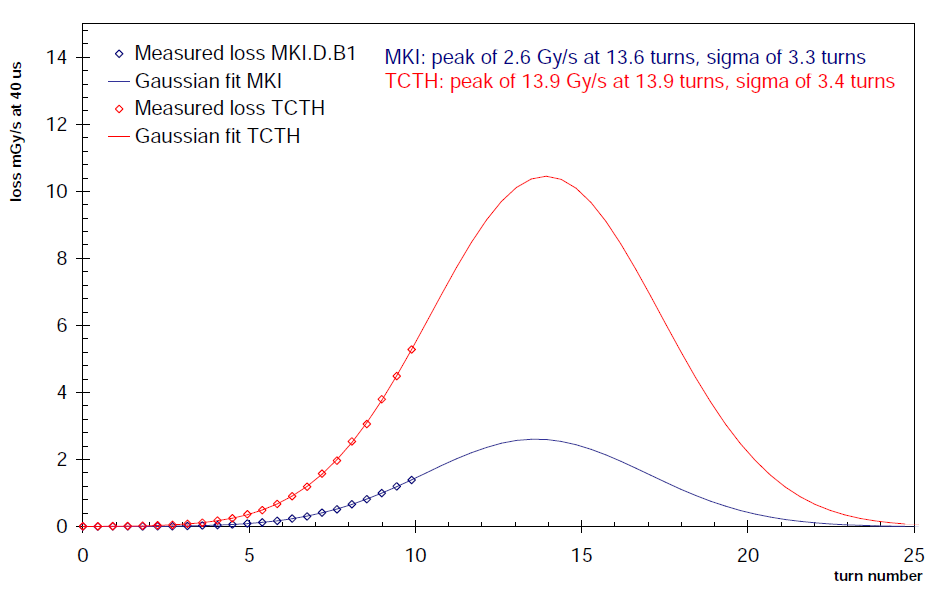 Measured loss MKI.D.B1
Gaussian fit MKI
Measured loss TCTH
Gaussian fit TCTH
MKI: peak of 2.6 Gy/s at 13.6 turns, sigma of 3.3 turns
TCTH: peak of 13.9 Gy/s at 13.9 turns, sigma of 3.4 turns
loss mGy/s at 40 us
14
12
10
8
6
4
2
0
0 5 10 15 20 25
turn number